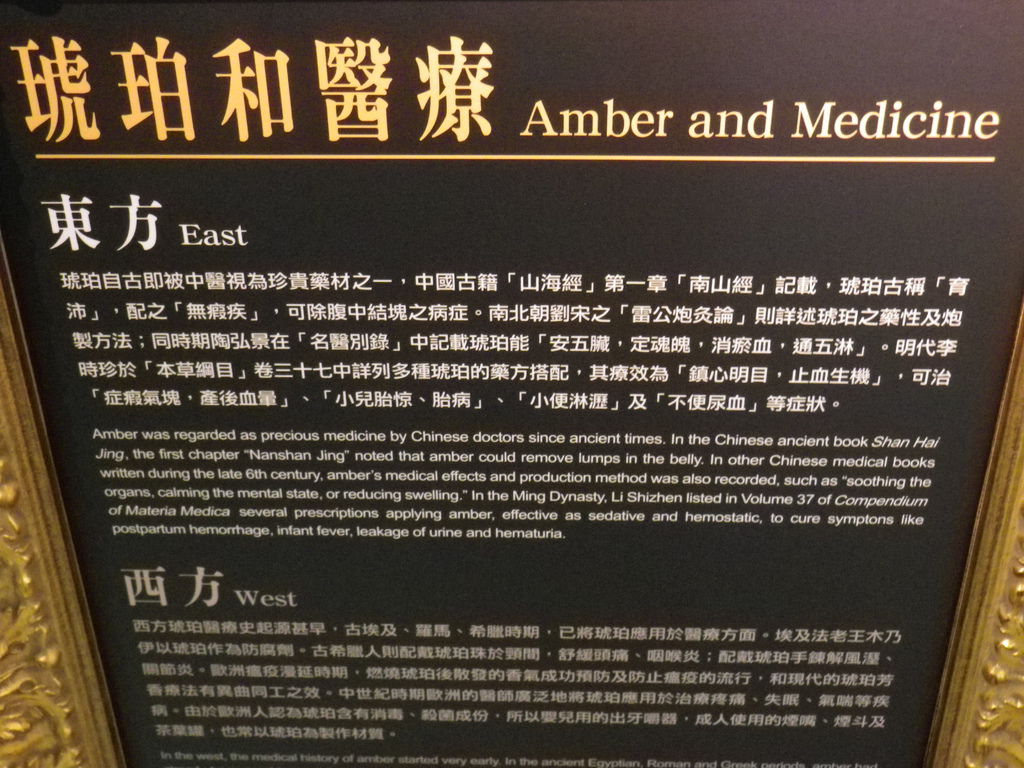 琥珀和醫療 Amber and Medicine
東方 East
琥珀自古即被中醫視為珍貴藥材之一，中國古籍「山海經」第一章「南山經」記載，琥珀古稱「育
沛」，配之「無瘕疾」，可除腹中結塊之病症。南北朝劉宋之「雷公炮灸論」則詳述琥珀之藥性及炮
製方法；同時期陶弘景在「名醫別錄」中記載琥珀能「安五臟，定魂魄，消瘀血，通五淋」。明代李
時珍於「本草綱目」卷三十七中詳列多種琥珀的藥方搭配，其療效為「鎮心明目，止血生機」，可治
「症瘕氣塊，產後血暈」、「小兒胎惊、胎病」、「小便淋瀝」及「不便尿血」等症狀。
Amber was regarded as precious medicine by Chinese doctors since ancient times. In the Chinese ancient book Shan Hai
Jing, the first chapter "Nanshan Jing" noted that amber could remove lumps in the belly. In other Chinese medical books
written during the late 6th century, amber's medical effects and production method was also recorded, such as "soothing the
organs, calming the mental state, or reducing swelling." In the Ming Dynasty, Li Shizhen listed in Volume 37 of Compendium
of Materia Medica several prescriptions applying amber, effective as sedative and hemostatic, to cure symptons like
postpartum hemorrhage, infant fever, leakage of urine and hematuria.
西方 West
西方琥珀醫療史起源甚早，古埃及、羅馬、希臘時期，已將琥珀應用於醫療方面。埃及法老王木乃
伊以琥珀作為防腐劑。古希臘人則配戴琥珀珠於頸間，舒緩頭痛、咽喉炎；配戴琥珀手鍊解風溼、
關節炎。歐洲瘟疫漫延時期，燃燒琥珀後散發的香氣成功預防及防止瘟疫的流行，和現代的琥珀芳
香療法有異曲同工之效。中世紀時期歐洲的醫師廣泛地將琥珀應用於治療疼痛、失眠、氣喘等疾
病。由於歐洲人認為琥珀含有消毒、殺菌成份，所以嬰兒用的出牙嚼器，成人使用的煙嘴、煙斗及
茶葉罐，也常以琥珀為製作材質。
In the west, the medical history of amber started very early. In the ancient Egyptian, Roman and Greek periods, amber had